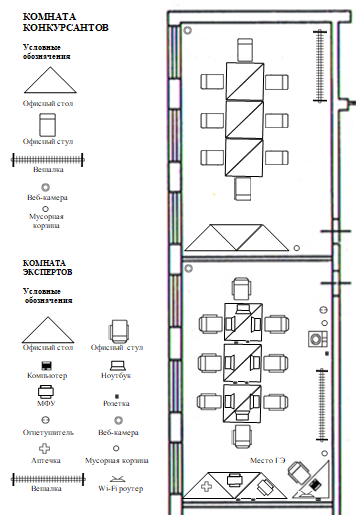 КОМНАТА
КОНКУРСАНТОВ
Условные
обозначения
Офисный стол
Офисный стул
Вешалка
Веб-камера
Мусорная
корзина
КОМНАТА
ЭКСПЕРТОВ
Условные
обозначения
Офисный стол
Офисный стул
Компьютер
Ноутбук
МФУ
Розетка
Огнетушитель
Веб-камера
Аптечка
Мусорная корзина
Вешалка
Wi-Fi роутер
Место ГЭ